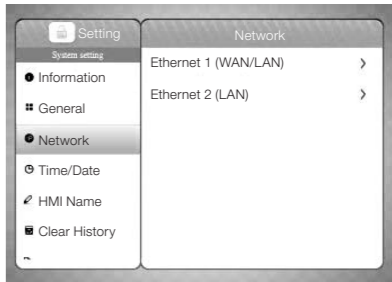 Setting
System setting
Information
General
Network
Time/Date
HMI Name
Clear History
Network
Ethernet 1 (WAN/LAN)
Ethernet 2 (LAN)